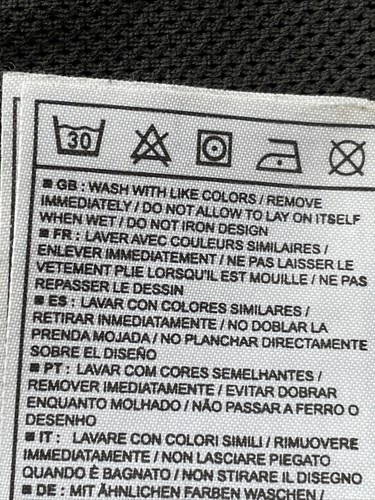 30
■ GB : WASH WITH LIKE COLORS / REMOVE
IMMEDIATELY / DO NOT ALLOW TO LAY ON ITSELF
WHEN WET / DO NOT IRON DESIGN
■ FR : LAVER AVEC COULEURS SIMILAIRES /
ENLEVER IMMEDIATEMENT / NE PAS LAISSER LE
VETEMENT PLIE LORSQU'IL EST MOUILLE / NE PAS
REPASSER LE DESSIN
■ ES : LAVAR CON COLORES SIMILARES /
RETIRAR INMEDIATAMENTE / NO DOBLAR LA
PRENDA MOJADA / NO PLANCHAR DIRECTAMENTE
SOBRE EL DISEÑO
■ PT : LAVAR COM CORES SEMELHANTES /
REMOVER IMEDIATAMENTE / EVITAR DOBRAR
ENQUANTO MOLHADO / NÃO PASSAR A FERRO O
DESENHO
■ IT : LAVARE CON COLORI SIMILI / RIMUOVERE
IMMEDIATAMENTE / NON LASCIARE PIEGATO
QUANDO È BAGNATO / NON STIRARE IL DISEGNO
■ DE : MIT ÄHNLICHEN FARBEN WASCHEN /